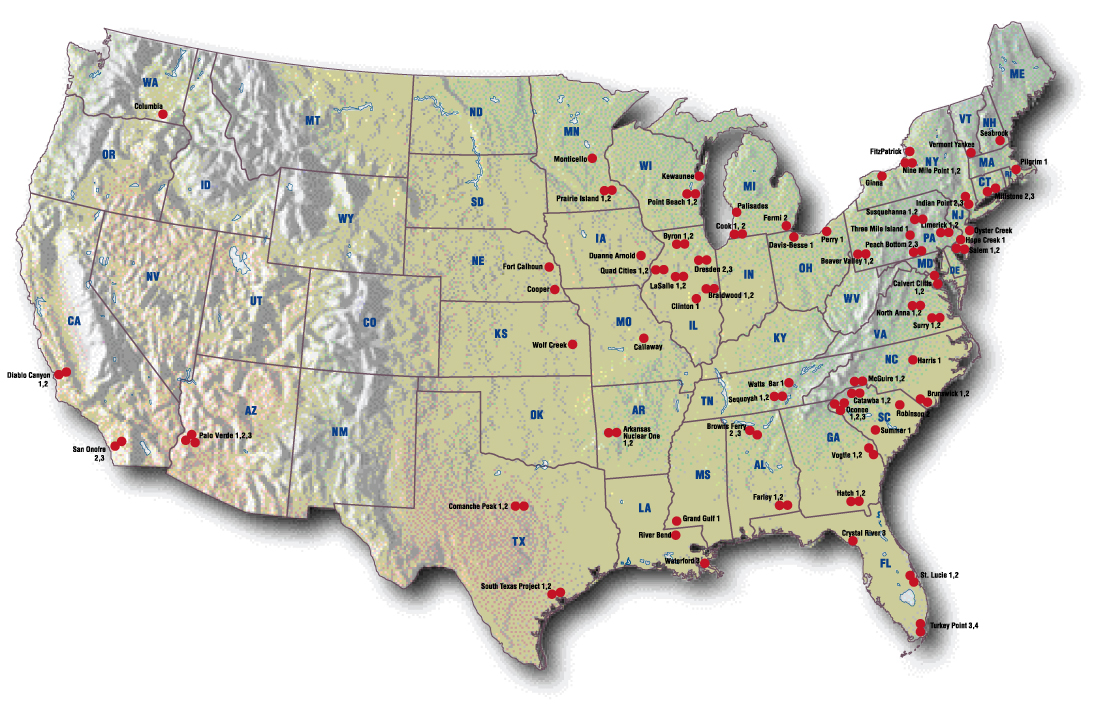 WA
Columbia
OR
ID
MT
ND
MN
Monticello
Prairie Island 1,2
WI
Kewaunee
Point Beach 1,2
MI
Palisades
Fermi 2
Cook 1, 2
Davis-Besse 1
Perry 1
ME
VT
NH
Seabrook
Vermont Yankee
FitzPatrick
NY
Nine Mile Point 1,2
Ginna
MA
Pilgrim 1
RI
CT
Millstone 2,3
Indian Point 2,3
NJ
Susquehanna 1,2
Limerick 1,2
Three Mile Island 1
PA
Oyster Creek
Hope Creek 1
Salem 1,2
Peach Bottom 2,3
Beaver Valley 1,2
MD
DE
Calvert Cliffs
1,2
SD
WY
NE
IA
Duanne Arnold
Fort Calhoun
Cooper
Byron 1,2
Quad Cities 1,2
Dresden 2,3
LaSalle 1,2
Braidwood 1,2
Clinton 1
IL
IN
OH
WV
North Anna 1,2
Surry 1,2
VA
KY
NV
UT
CO
KS
Wolf Creek
MO
Callaway
CA
Diablo Canyon
1,2
San Onofre
2,3
AZ
Palo Verde 1,2,3
NM
OK
AR
Arkansas
Nuclear One
1,2
TN
Watts Bar 1
Sequoyah 1,2
Browns Ferry
2 ,3
NC
Harris 1
McGuire 1,2
Catawba 1,2
Oconee
1,2,3
SC
Brunswick 1,2
Robinson 2
Summer 1
GA
Vogtle 1,2
Hatch 1,2
AL
Farley 1,2
MS
LA
Grand Gulf 1
River Bend
Waterford 3
TX
Comanche Peak 1,2
South Texas Project 1,2
Crystal River 3
FL
St. Lucie 1,2
Turkey Point 3,4